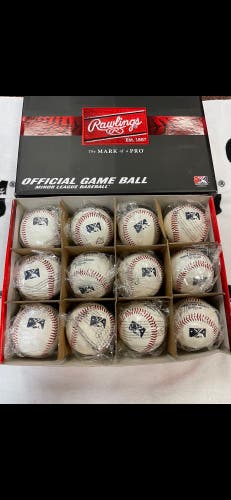 Rawlings
EST. 1887
The MARK of a PRO
OFFICIAL GAME BALL
MINOR LEAGUE BASEBALL